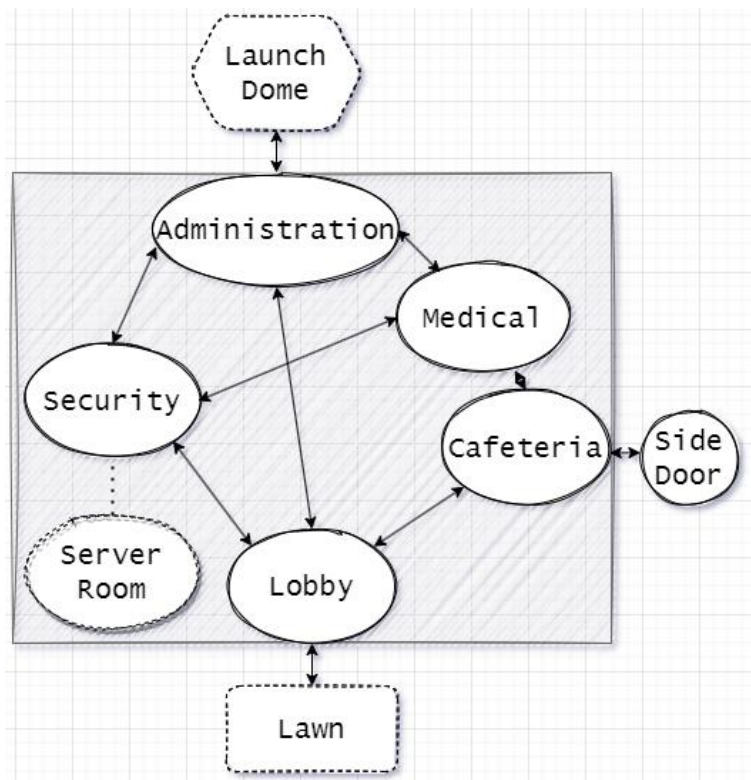 Launch
Dome
Administration
Medical
Security
Cafeteria
Side
Door
Server
Room
Lobby
Lawn